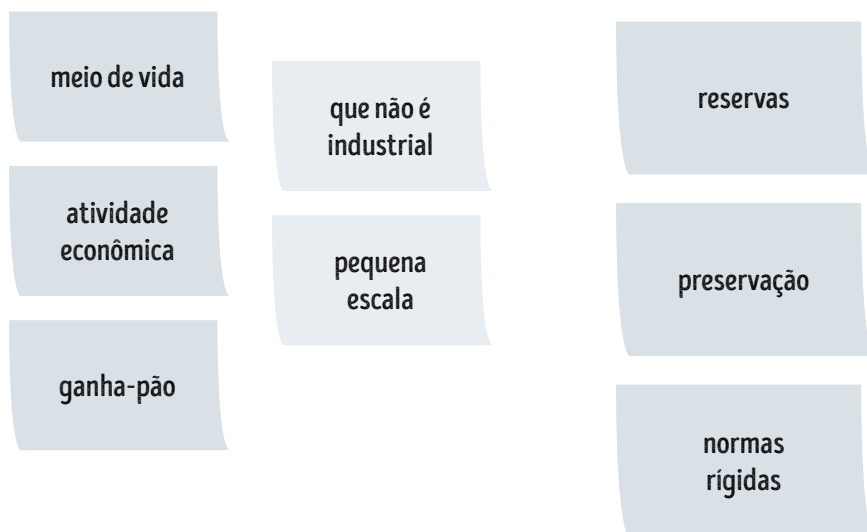 meio de vida
atividade
econômica
ganha-pão
que não é
industrial
pequena
escala
reservas
preservação
normas
rígidas